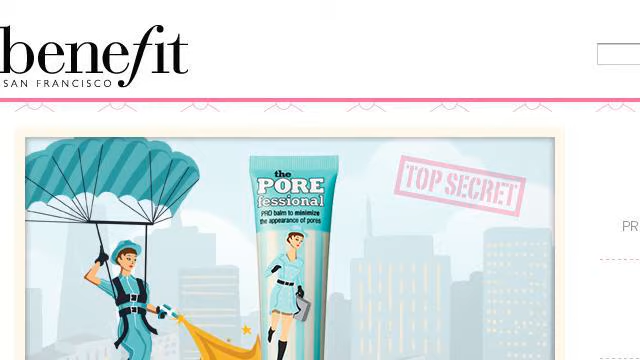 benefit
SAN FRANCISCO
TOP SECRET
the
PORE
fessional
PRO balm to minimize
the appearance of pores
PR